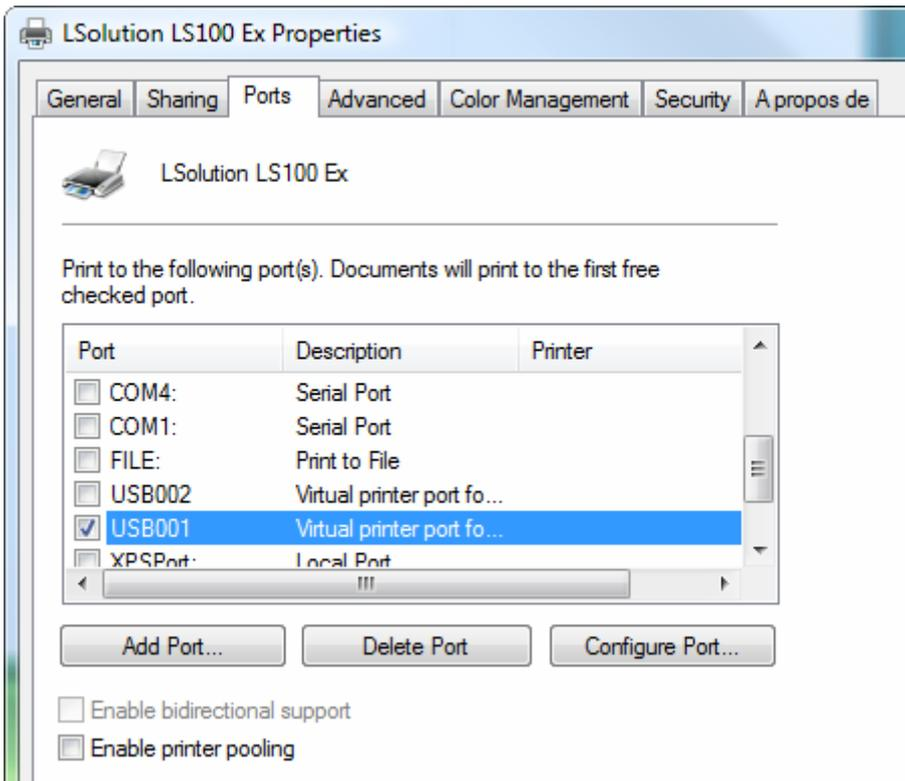 LSolution LS100 Ex Properties
General Sharing Ports Advanced Color Management Security A propos de
LSolution LS100 Ex
Print to the following port(s). Documents will print to the first free
checked port.
Port Description Printer
COM4: Serial Port
COM1: Serial Port
FILE: Print to File
USB002 Virtual printer port fo...
USB001 Virtual printer port fo...
XPSPort: Local Port
Add Port... Delete Port Configure Port...
Enable bidirectional support
Enable printer pooling